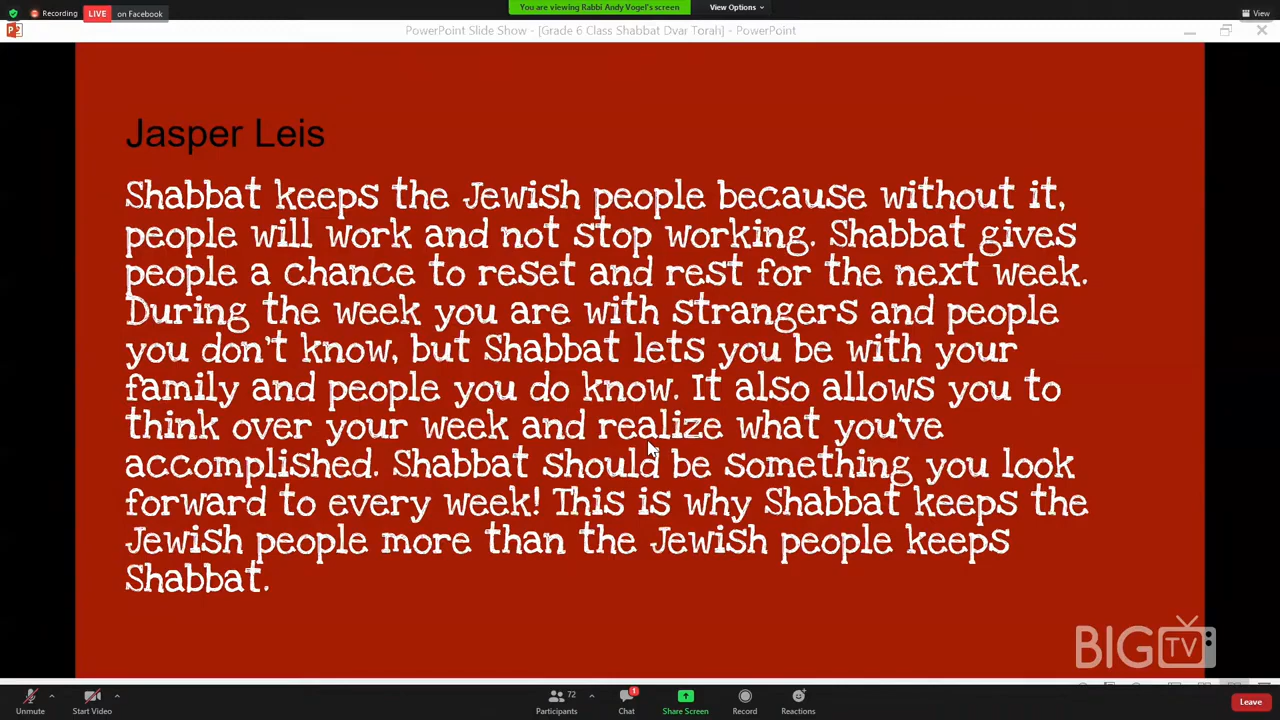 Recording LIVE on Facebook You are viewing Rabbi Andy Vogel's screen View Options View
PowerPoint Slide Show - [Grade 6 Class Shabbat Dvar Torah] - PowerPoint
Jasper Leis
Shabbat keeps the Jewish people because without it,
people will work and not stop working. Shabbat gives
people a chance to reset and rest for the next week.
During the week you are with strangers and people
you don't know, but Shabbat lets you be with your
family and people you do know. It also allows you to
think over your week and realize what you've
accomplished. Shabbat should be something you look
forward to every week! This is why Shabbat keeps the
Jewish people more than the Jewish people keeps
Shabbat.
BIG TV
72 1
Unmute Start Video Participants Chat Share Screen Record Reactions Leave